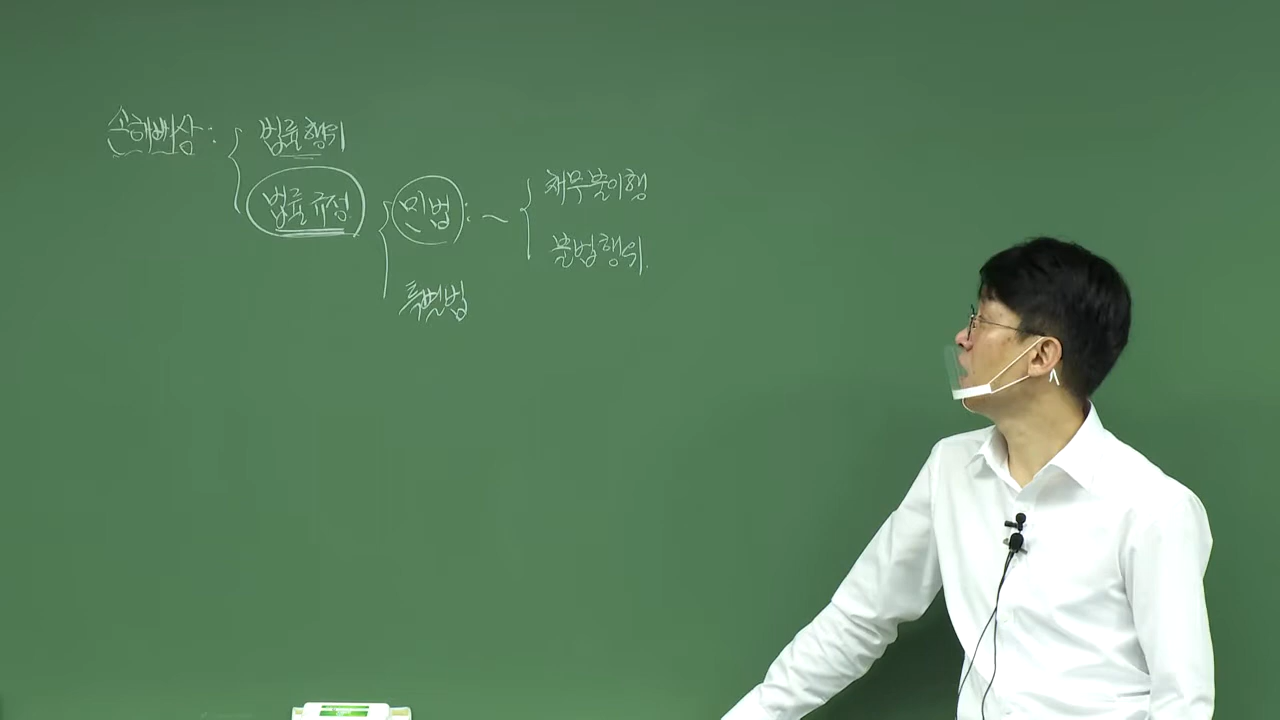 손해배상 : { 법률행위
법률규정 { 민법 : ~ { 채무불이행
불법행위.
특별법